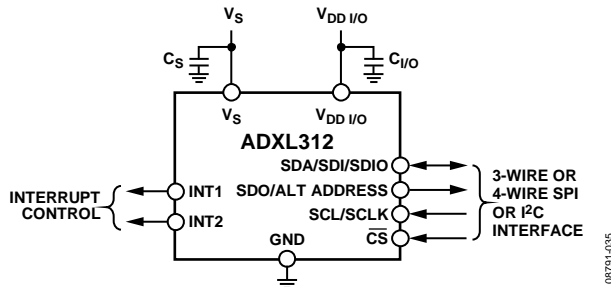 VS VDD I/O
CS CI/O
VS VDD I/O
ADXL312
SDA/SDI/SDIO
INT1
SDO/ALT ADDRESS
INT2
SCL/SCLK
GND
CS
INTERRUPT
CONTROL
3-WIRE OR
4-WIRE SPI
OR I2C
INTERFACE
08791-035